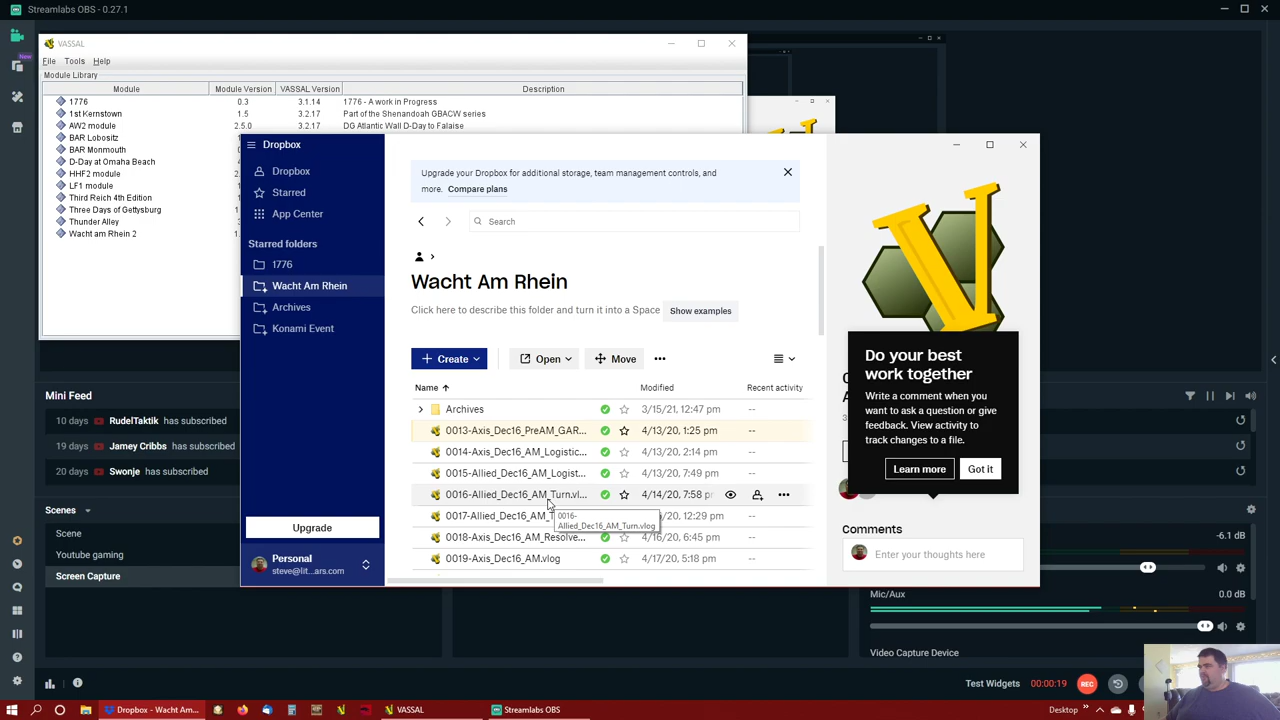 Streamlabs OBS - 0.27.1
VASSAL
File Tools Help
Module Library
Module Module Version VASSAL Version Description
1776 0.3 3.1.14 1776 - A work in Progress
1st Kernstown 1.5 3.2.17 Part of the Shenandoah GBACW series
AW2 module 2.5.0 3.2.17 DG Atlantic Wall D-Day to Falaise
BAR Lobositz
BAR Monmouth
D-Day at Omaha Beach
HHF2 module
LF1 module
Third Reich 4th Edition
Three Days of Gettysburg
Thunder Alley
Wacht am Rhein 2
New
Dropbox
Dropbox
Starred
App Center
Starred folders
1776
Wacht Am Rhein
Archives
Konami Event
Upgrade
Personal
steve@lit...ars.com
Upgrade your Dropbox for additional storage, team management controls, and
more. Compare plans
Search
Wacht Am Rhein
Click here to describe this folder and turn it into a Space Show examples
Create Open Move
Name Modified Recent activity
Archives 3/15/21, 12:47 pm --
0013-Axis_Dec16_PreAM_GAR... 4/13/20, 1:25 pm --
0014-Axis_Dec16_AM_Logistic... 4/13/20, 2:14 pm --
0015-Allied_Dec16_AM_Logist... 4/13/20, 7:49 pm --
0016-Allied_Dec16_AM_Turn.vl... 4/14/20, 7:58 p
0017-Allied_Dec16_AM_T 12:29 pm --
0016-
Allied_Dec16_AM_Turn.vlog
0018-Axis_Dec16_AM_Resolve... 4/16/20, 6:45 pm --
0019-Axis_Dec16_AM.vlog 4/17/20, 5:18 pm --
Do your best
work together
Write a comment when you
want to ask a question or give
feedback. View activity to
track changes to a file.
Learn more Got it
Comments
Enter your thoughts here
Mini Feed
10 days RudelTaktik has subscribed
19 days Jamey Cribbs has subscribed
20 days Swonje has subscribed
Scenes
Scene
Youtube gaming
Screen Capture
-6.1 dB
Mic/Aux 0.0 dB
Video Capture Device
Test Widgets 00:00:19 REC
Dropbox - Wacht Am... VASSAL Streamlabs OBS Desktop